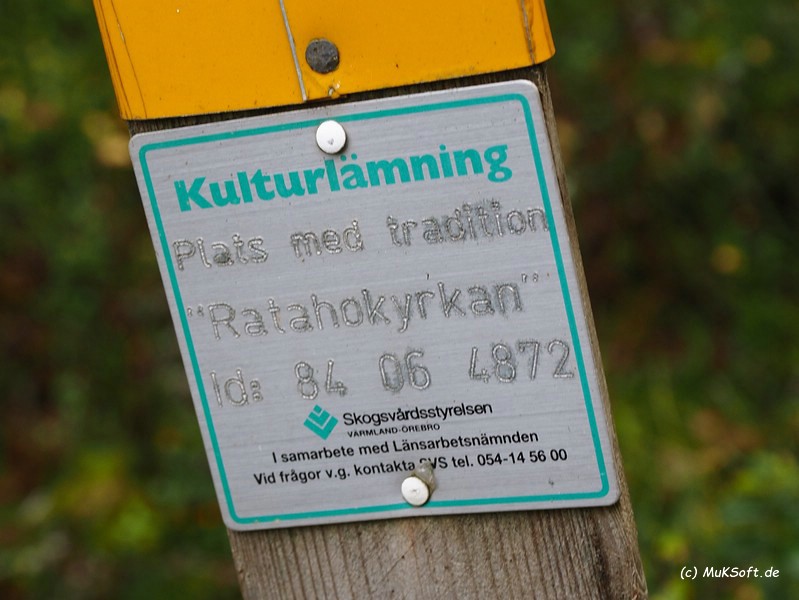 Kulturlämning
Plats med tradition
"Ratahokyrkan"
Id: 84 06 4872
Skogsvårdsstyrelsen
VÄRMLAND-ÖREBRO
I samarbete med Länsarbetsnämnden
Vid frågor v.g. kontakta SVS tel. 054-14 56 00
(c) MuKSoft.de